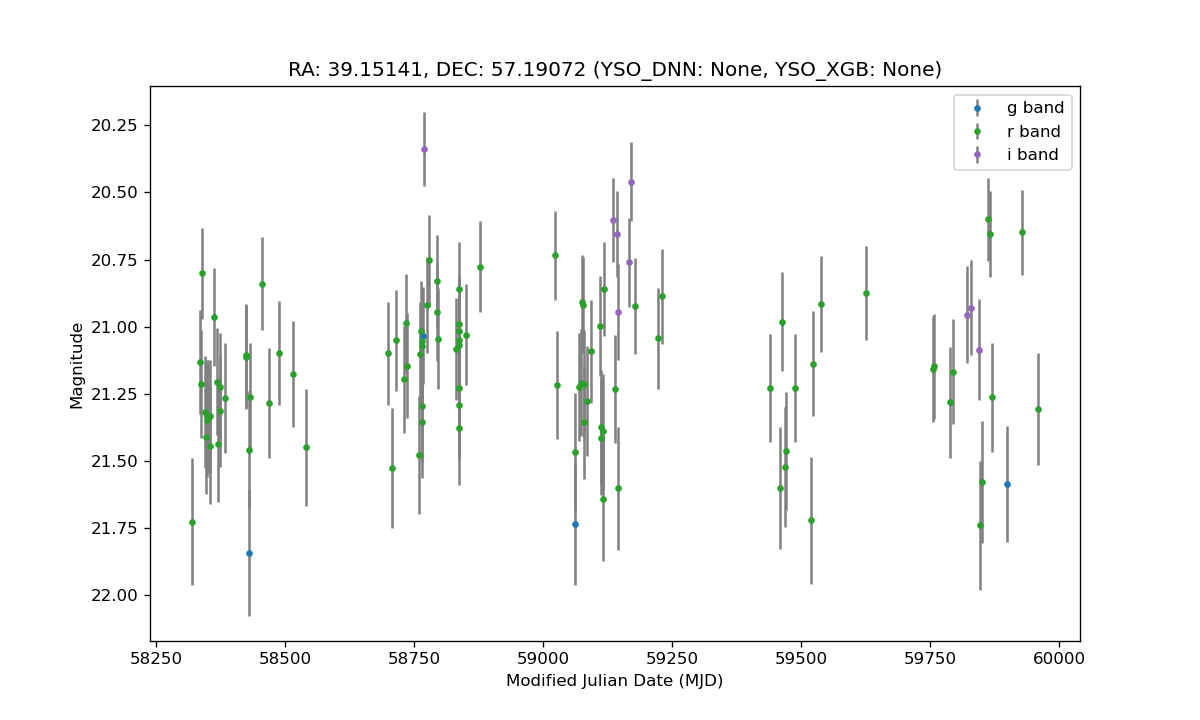 RA: 39.15141, DEC: 57.19072 (YSO_DNN: None, YSO_XGB: None)
g band
r band
i band
20.25
20.50
20.75
21.00
21.25
21.50
21.75
22.00
Magnitude
58250 58500 58750 59000 59250 59500 59750 60000
Modified Julian Date (MJD)